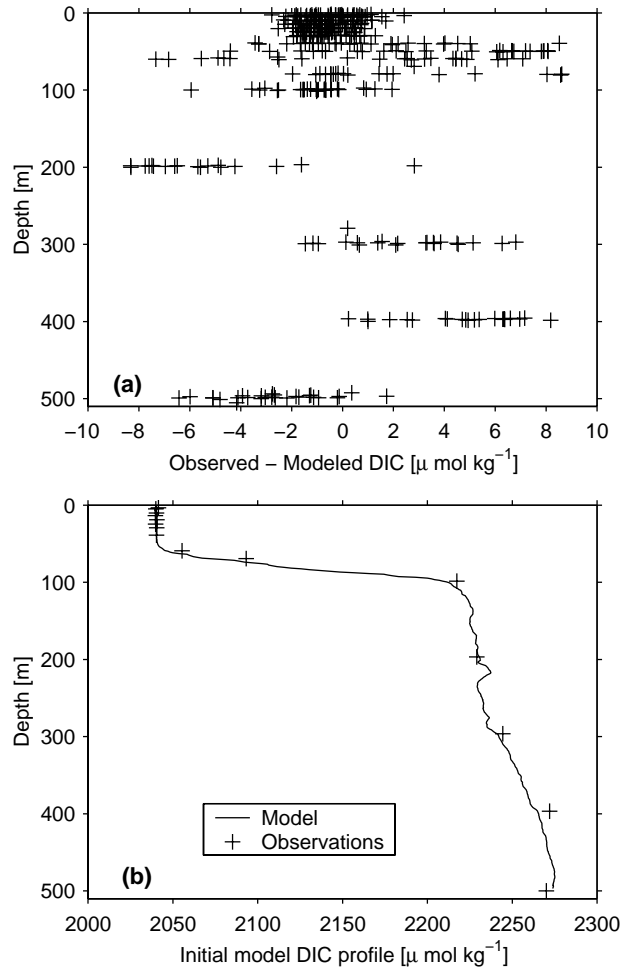 0
100
200
300
400
500
Depth [m]
(a)
−10 −8 −6 −4 −2 0 2 4 6 8 10
Observed − Modeled DIC [μ mol kg−1]
0
100
200
300
400
500
Depth [m]
Model
Observations
(b)
2000 2050 2100 2150 2200 2250 2300
Initial model DIC profile [μ mol kg−1]